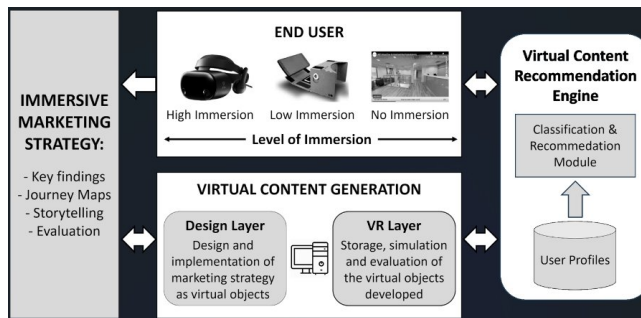 IMMERSIVE
MARKETING
STRATEGY:
- Key findings
- Journey Maps
- Storytelling
- Evaluation
END USER
High Immersion
Low Immersion
No Immersion
Level of Immersion
VIRTUAL CONTENT GENERATION
Design Layer
Design and
implementation of
marketing strategy
as virtual objects
VR Layer
Storage, simulation
and evaluation of
the virtual objects
developed
Virtual Content
Recommendation
Engine
Classification &
Recommedation
Module
User Profiles